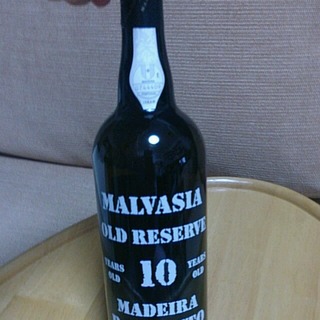 MALVASIA
OLD RESERVE
YEARS OLD 10 YEARS OLD
MADEIRA